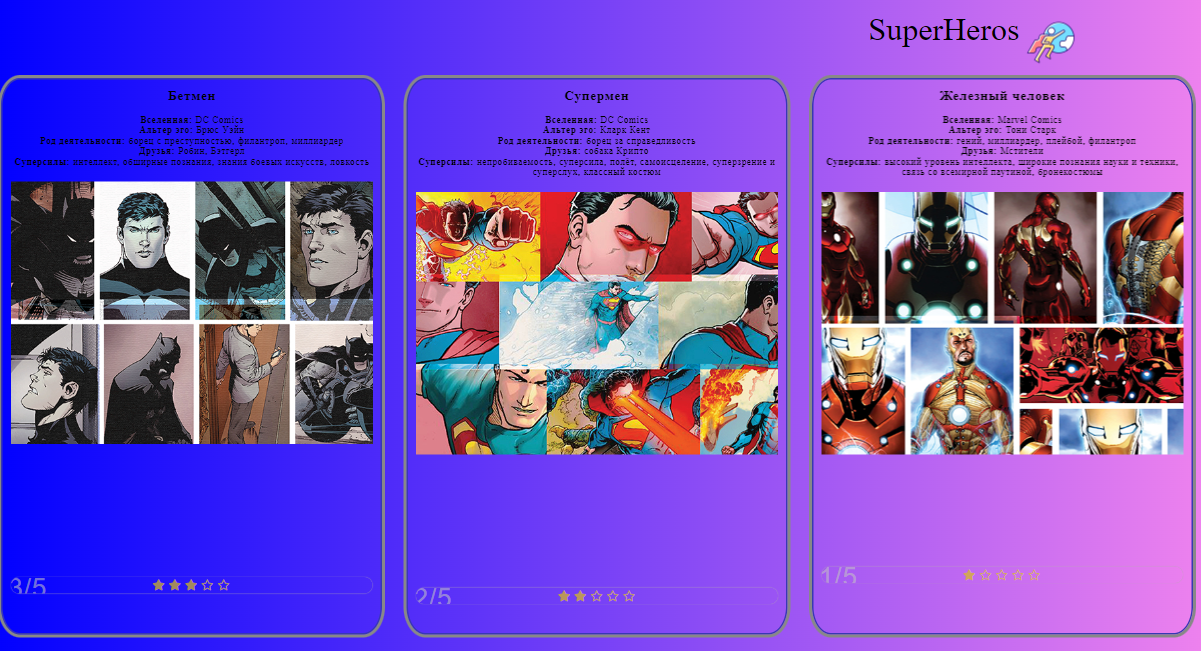 SuperHeros
Бетмен
Вселенная: DC Comics
Альтер эго: Брюс Уэйн
Род деятельности: борец с преступностью, филантроп, миллиардер
Друзья: Робин, Бэтгерл
Суперсилы: интеллект, обширные познания, знания боевых искусств, ловкость
3/5
Супермен
Вселенная: DC Comics
Альтер эго: Кларк Кент
Род деятельности: борец за справедливость
Друзья: собака Крипто
Суперсилы: непробиваемость, суперсила, полёт, самоисцеление, суперзрение и
суперслух, классный костюм
2/5
Железный человек
Вселенная: Marvel Comics
Альтер эго: Тони Старк
Род деятельности: гений, миллиардер, плейбой, филантроп
Друзья: Мстители
Суперсилы: высокий уровень интеллекта, широкие познания науки и техники,
связь со всемирной паутиной, бронекостюмы
1/5